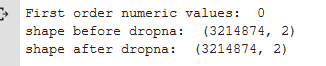 First order numeric values:  0
shape before dropna:  (3214874, 2)
shape after dropna:  (3214874, 2)